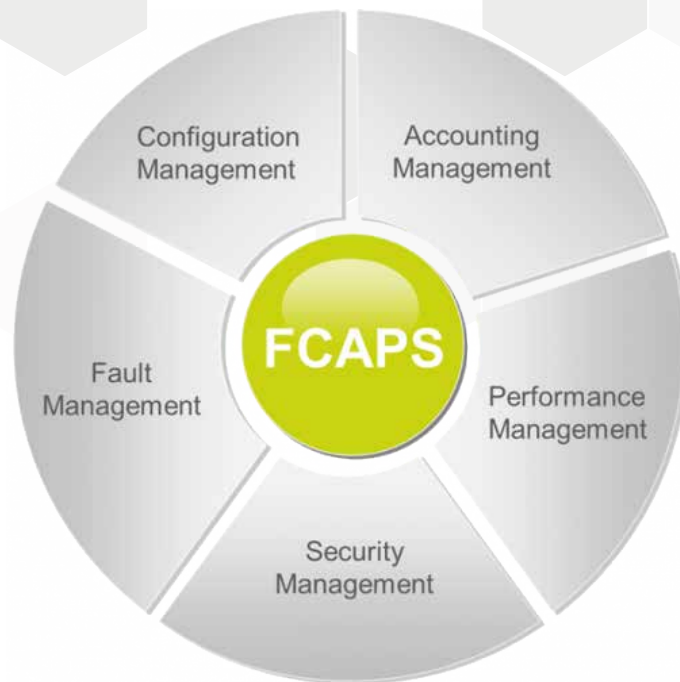 Configuration
Management
Accounting
Management
FCAPS
Fault
Management
Performance
Management
Security
Management